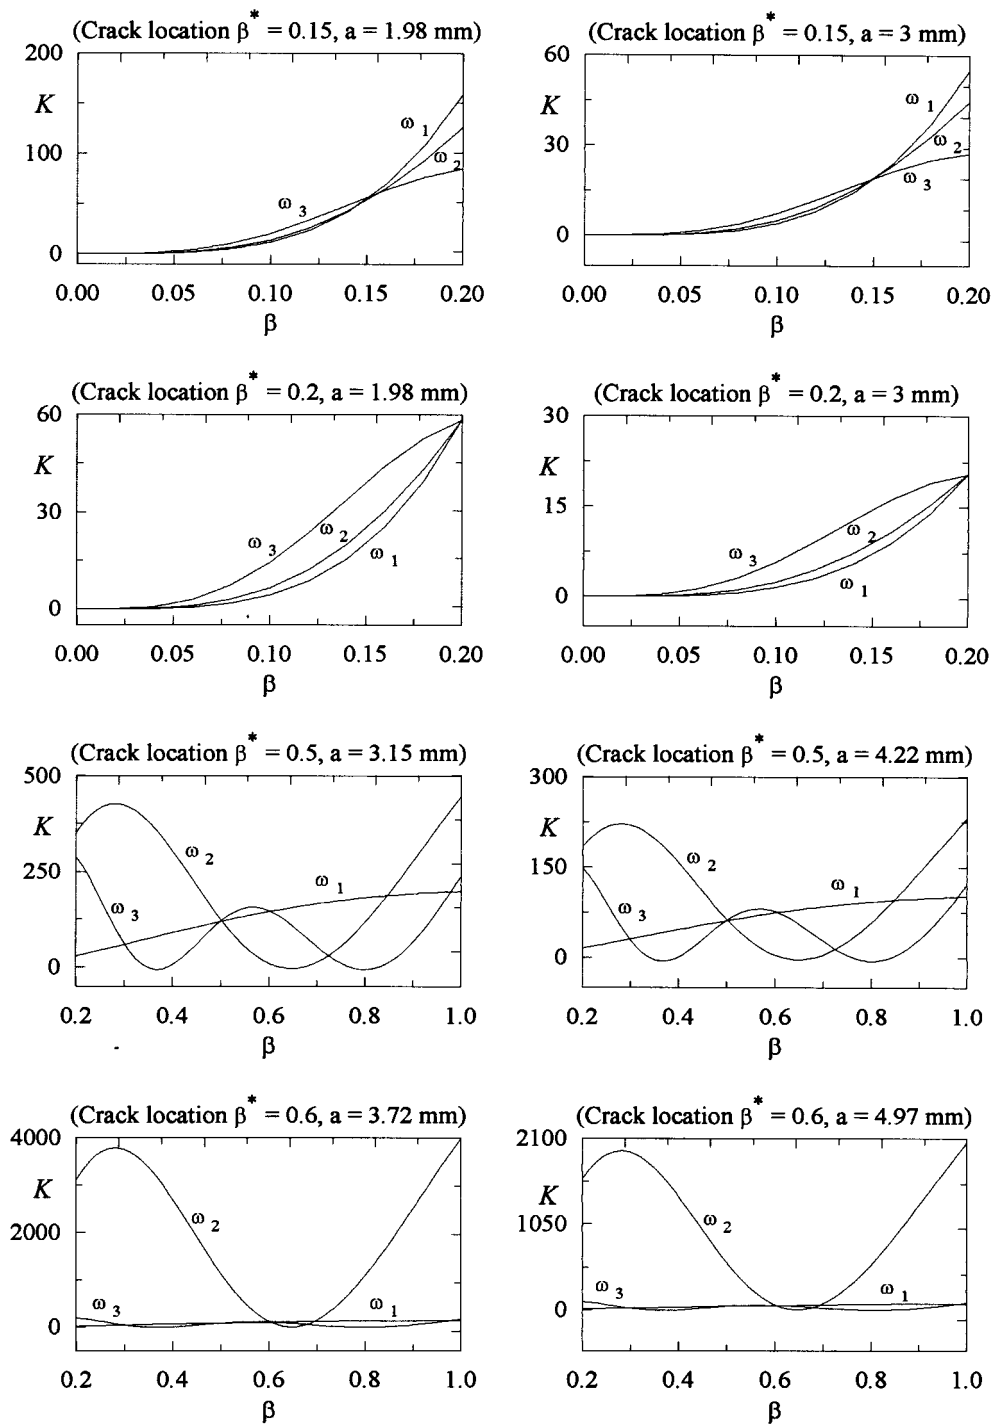 (Crack location β* = 0.15, a = 1.98 mm)
200
K
100
0
ω 1
ω 2
ω 3
0.00 0.05 0.10 0.15 0.20
β
(Crack location β* = 0.15, a = 3 mm)
60
K
30
0
ω 1
ω 2
ω 3
0.00 0.05 0.10 0.15 0.20
β
(Crack location β* = 0.2, a = 1.98 mm)
60
K
30
0
ω 3
ω 2
ω 1
0.00 0.05 0.10 0.15 0.20
β
(Crack location β* = 0.2, a = 3 mm)
30
K
15
0
ω 3
ω 2
ω 1
0.00 0.05 0.10 0.15 0.20
β
(Crack location β* = 0.5, a = 3.15 mm)
500
K
250
0
ω 2
ω 1
ω 3
0.2 0.4 0.6 0.8 1.0
β
(Crack location β* = 0.5, a = 4.22 mm)
300
K
150
0
ω 2
ω 1
ω 3
0.2 0.4 0.6 0.8 1.0
β
(Crack location β* = 0.6, a = 3.72 mm)
4000
K
2000
0
ω 2
ω 3
ω 1
0.2 0.4 0.6 0.8 1.0
β
(Crack location β* = 0.6, a = 4.97 mm)
2100
K
1050
0
ω 2
ω 3
ω 1
0.2 0.4 0.6 0.8 1.0
β